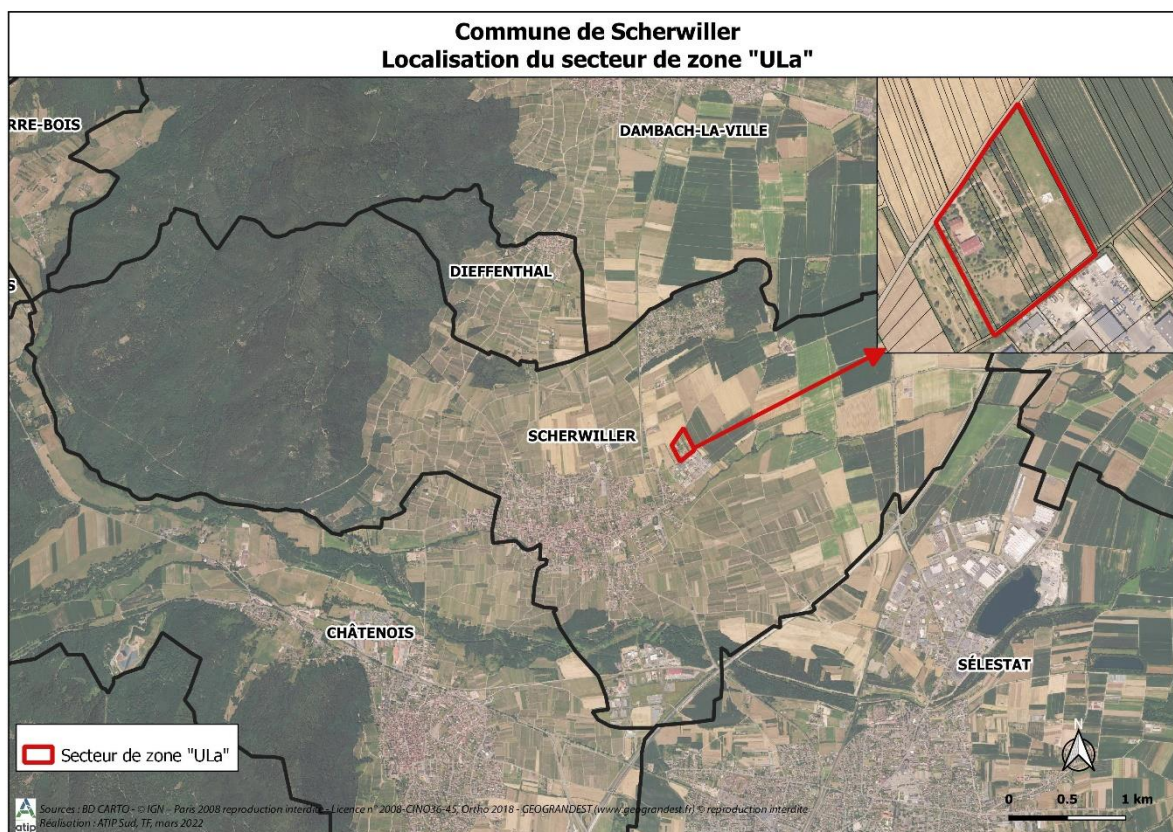 Commune de Scherwiller
Localisation du secteur de zone "ULa"
RRE-BOIS
DAMBACH-LA-VILLE
DIEFFENTHAL
S
SCHERWILLER
CHÂTENOIS
SÉLESTAT
Secteur de zone "ULa"
N
0 0.5 1 km
Sources : BD CARTO - © IGN – Paris 2008 reproduction interdite - Licence n° 2008-CINO36-45, Ortho 2018 - GEOGRANDEST (www.geograndest.fr) © reproduction interdite
Réalisation : ATIP Sud, TF, mars 2022
atip